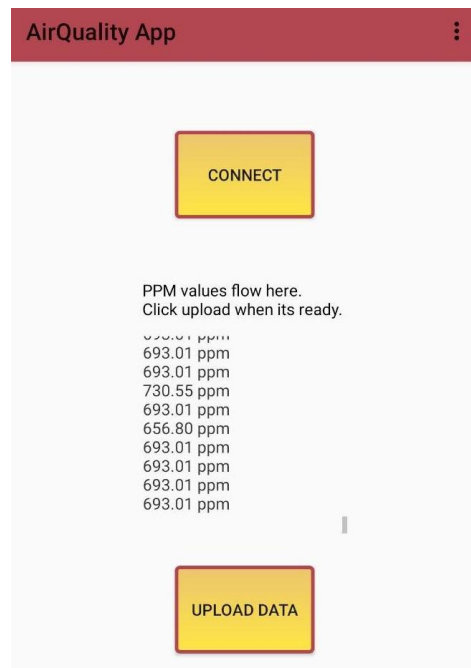 AirQuality App
CONNECT
PPM values flow here.
Click upload when its ready.
693.01 ppm
693.01 ppm
730.55 ppm
693.01 ppm
656.80 ppm
693.01 ppm
693.01 ppm
693.01 ppm
693.01 ppm
UPLOAD DATA